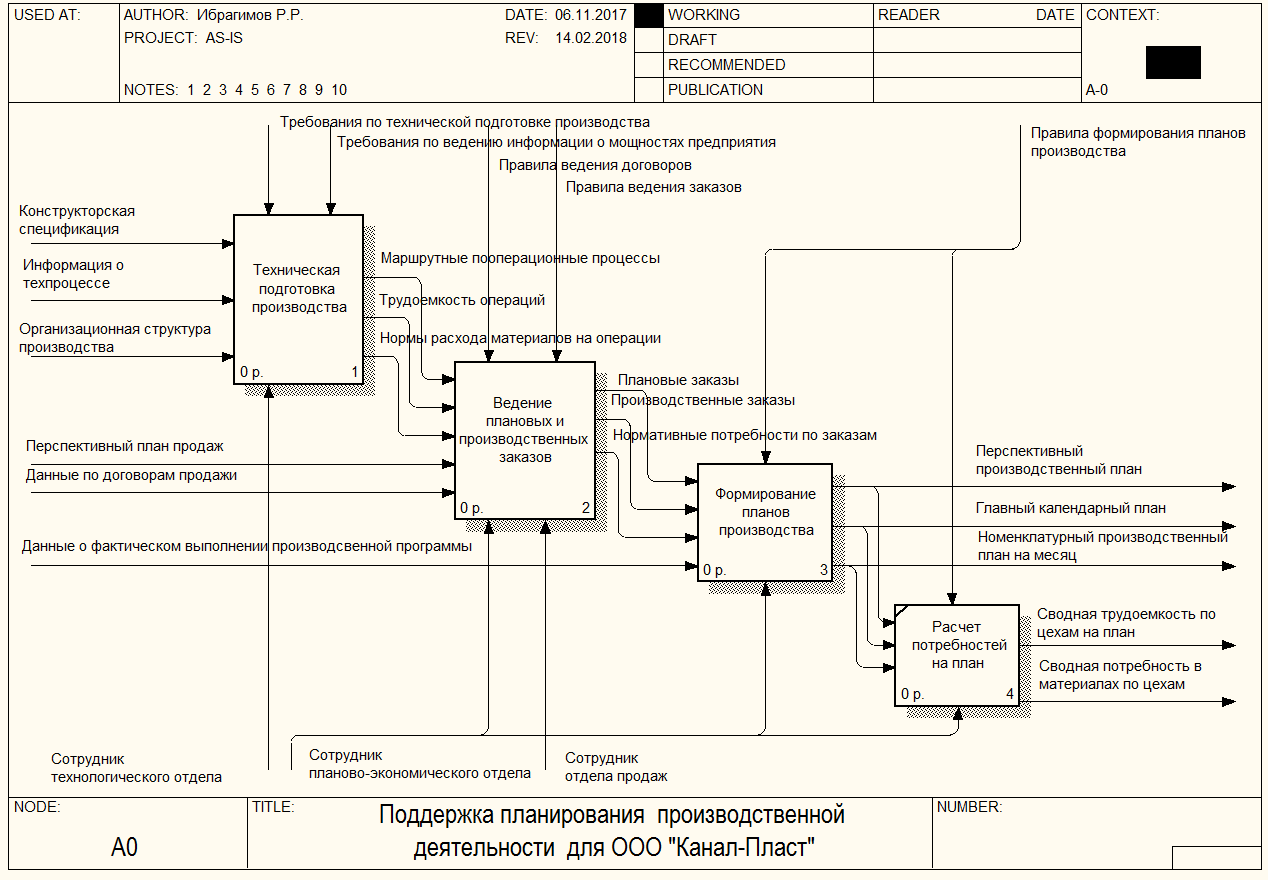 USED AT:
AUTHOR: Ибрагимов Р.Р.
DATE: 06.11.2017
PROJECT: AS-IS
REV: 14.02.2018
NOTES: 1 2 3 4 5 6 7 8 9 10
WORKING
DRAFT
RECOMMENDED
PUBLICATION
READER
DATE
CONTEXT:
A-0
Требования по технической подготовке производства
Требования по ведению информации о мощностях предприятия
Правила ведения договоров
Правила ведения заказов
Правила формирования планов
производства
Конструкторская
спецификация
Информация о
техпроцессе
Организационная структура
производства
Техническая
подготовка
производства
0 р.
1
Маршрутные пооперационные процессы
Трудоемкость операций
Нормы расхода материалов на операции
Перспективный план продаж
Данные по договорам продажи
Ведение
плановых и
производственных
заказов
0 р.
2
Плановые заказы
Производственные заказы
Нормативные потребности по заказам
Данные о фактическом выполнении производсвенной программы
Формирование
планов
производства
0 р.
3
Перспективный
производственный план
Главный календарный план
Номенклатурный производственный
план на месяц
Расчет
потребностей
на план
0 р.
4
Сводная трудоемкость по
цехам на план
Сводная потребность в
материалах по цехам
Сотрудник
технологического отдела
Сотрудник
планово-экономического отдела
Сотрудник
отдела продаж
NODE:
A0
TITLE:
Поддержка планирования производственной
деятельности для ООО "Канал-Пласт"
NUMBER: